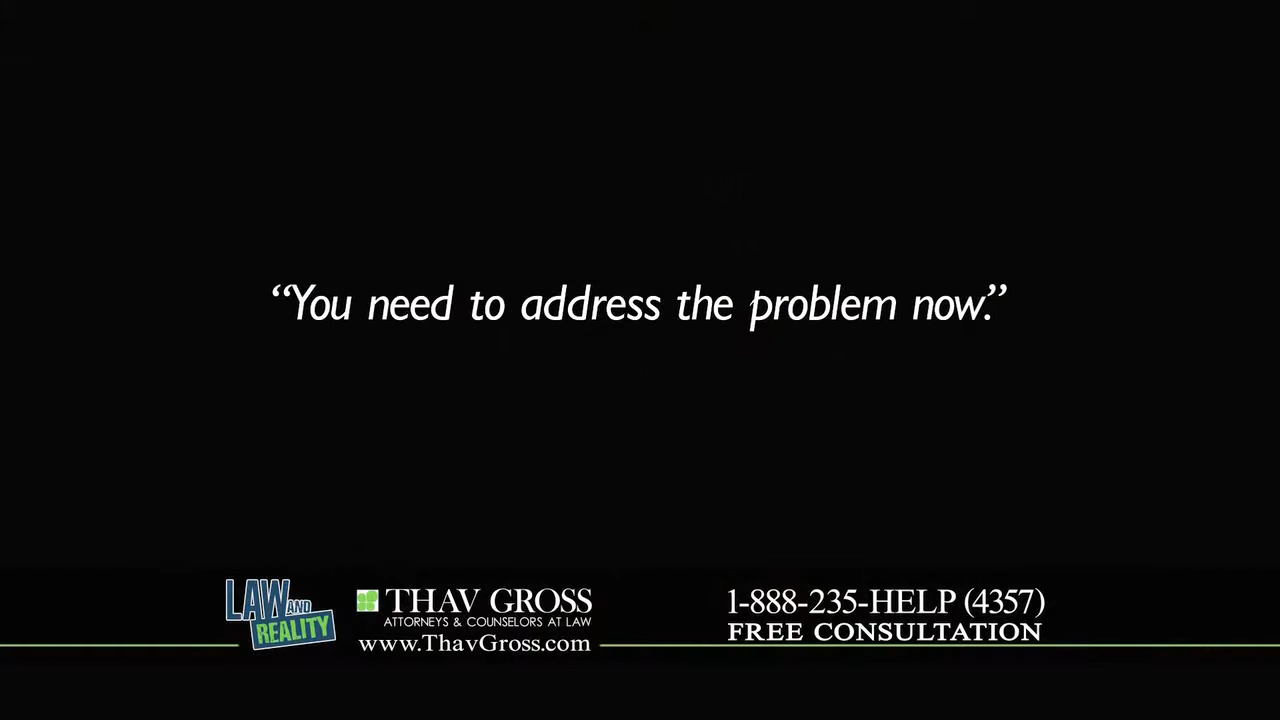 “You need to address the problem now.”
LAW AND REALITY
THAV GROSS
ATTORNEYS & COUNSELORS AT LAW
www.ThavGross.com
1-888-235-HELP (4357)
FREE CONSULTATION